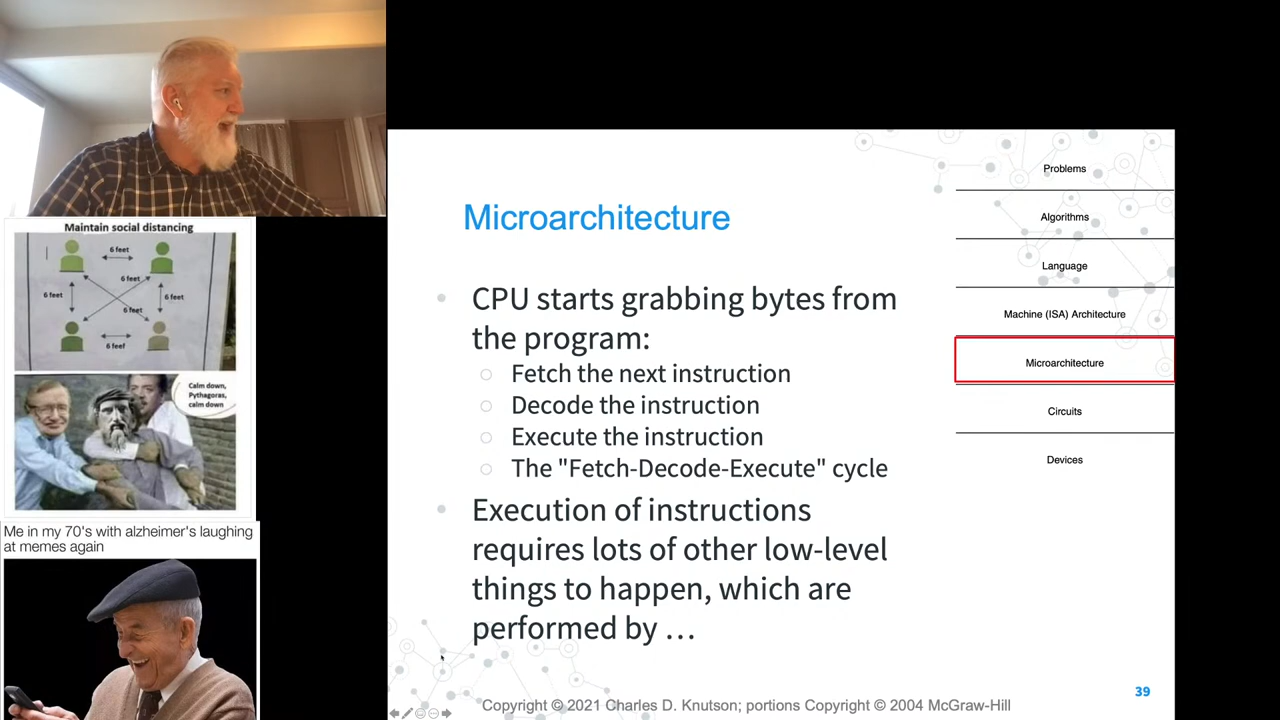 Maintain social distancing
6 feet
6 feet
6 feet
6 feet
6 feet
6 feet
Calm down,
Pythagoras,
calm down
Me in my 70's with alzheimer's laughing
at memes again
Microarchitecture
CPU starts grabbing bytes from
the program:
Fetch the next instruction
Decode the instruction
Execute the instruction
The "Fetch-Decode-Execute" cycle
Execution of instructions
requires lots of other low-level
things to happen, which are
performed by …
Problems
Algorithms
Language
Machine (ISA) Architecture
Microarchitecture
Circuits
Devices
39
Copyright © 2021 Charles D. Knutson; portions Copyright © 2004 McGraw-Hill